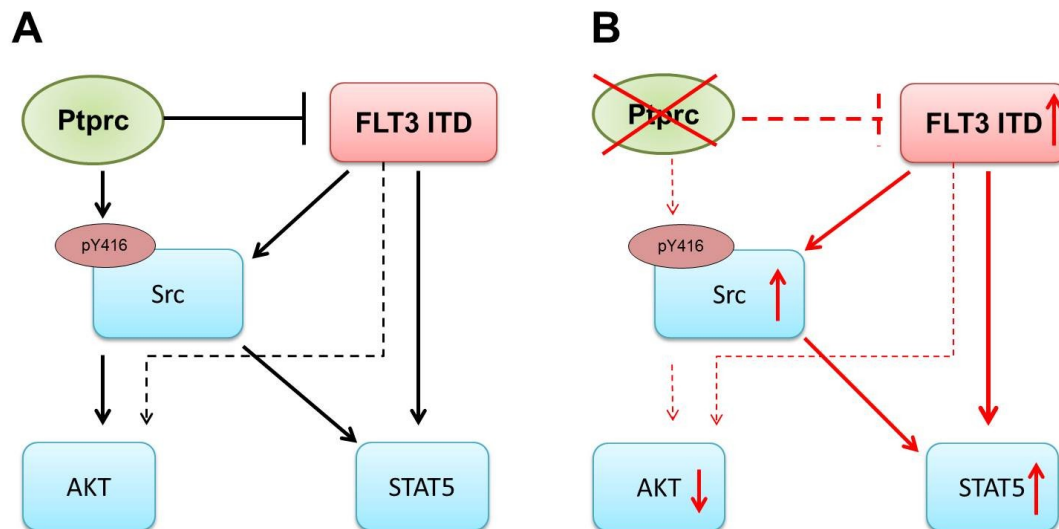 A
B
Ptprc
FLT3 ITD
Ptprc
FLT3 ITD
pY416
pY416
Src
Src
AKT
STAT5
AKT
STAT5